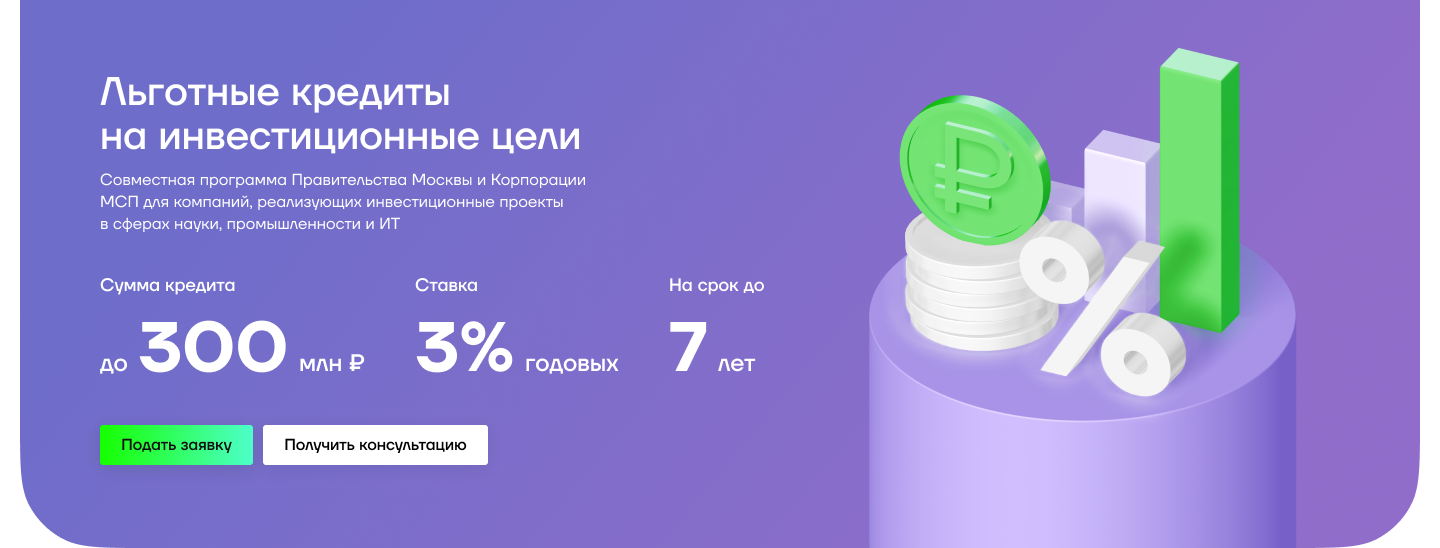 Льготные кредиты
на инвестиционные цели
Совместная программа Правительства Москвы и Корпорации
МСП для компаний, реализующих инвестиционные проекты
в сферах науки, промышленности и ИТ
Сумма кредита
до 300 млн ₽
Ставка
3% годовых
На срок до
7 лет
Подать заявку
Получить консультацию
₽
%